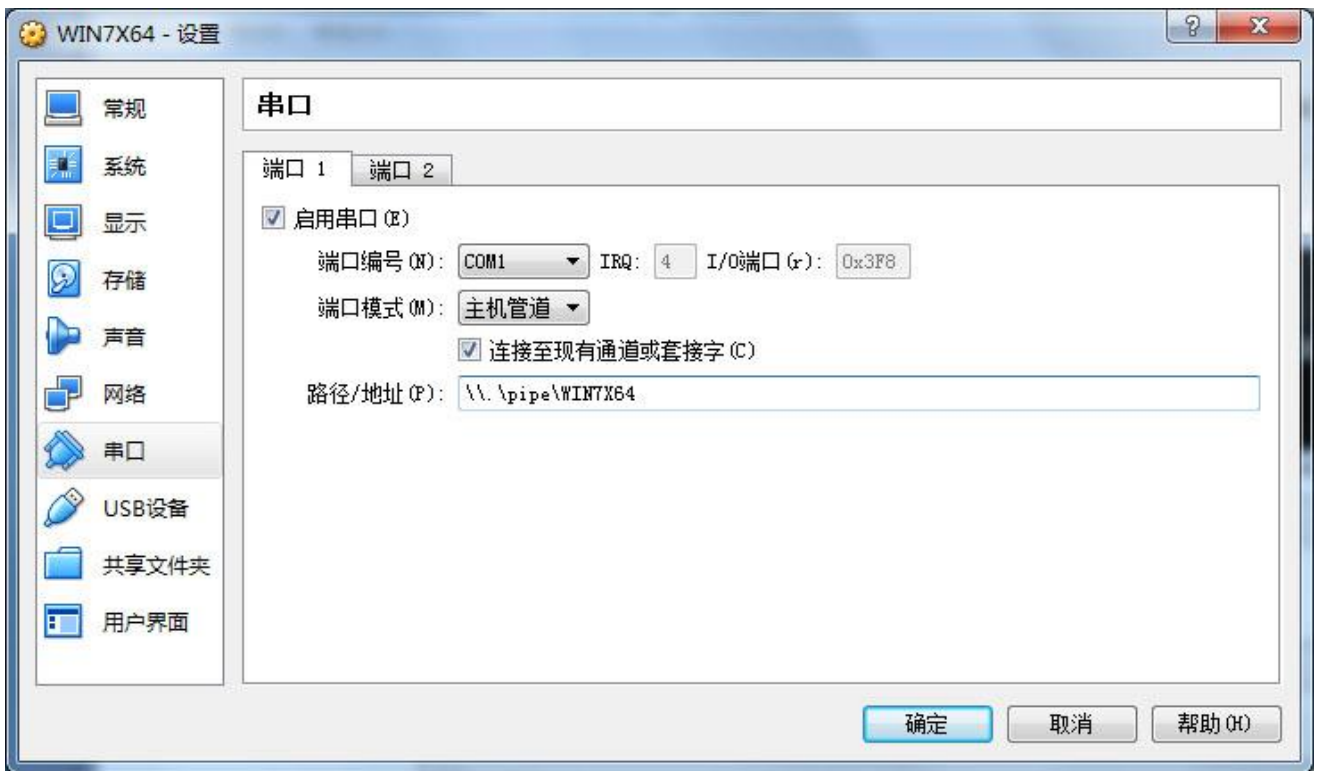 WIN7X64 - 设置
常规
系统
显示
存储
声音
网络
串口
USB设备
共享文件夹
用户界面
串口
端口 1 端口 2
启用串口(E)
端口编号(N): COM1 IRQ: 4 I/O端口(r): 0x3F8
端口模式(M): 主机管道
连接至现有通道或套接字(C)
路径/地址(P): \\.\pipe\WIN7X64
确定 取消 帮助(H)